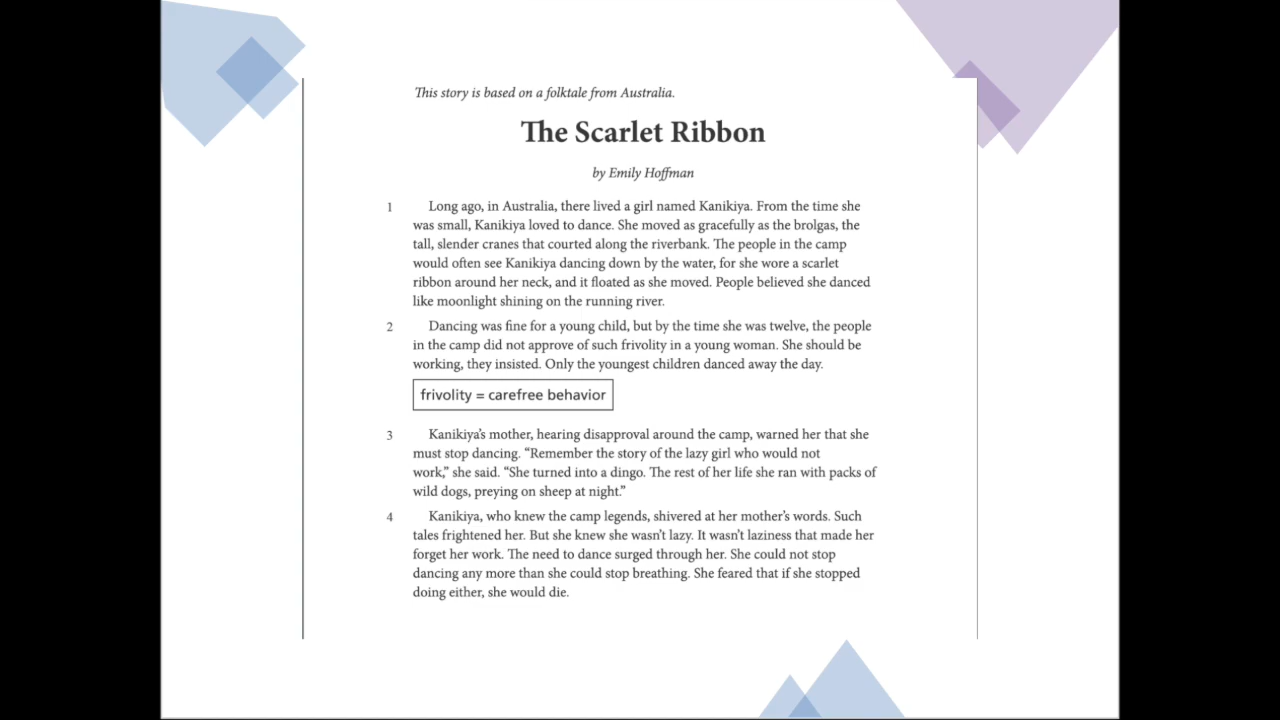 This story is based on a folktale from Australia.
The Scarlet Ribbon
by Emily Hoffman
1 Long ago, in Australia, there lived a girl named Kanikiya. From the time she
was small, Kanikiya loved to dance. She moved as gracefully as the brolgas, the
tall, slender cranes that courted along the riverbank. The people in the camp
would often see Kanikiya dancing down by the water, for she wore a scarlet
ribbon around her neck, and it floated as she moved. People believed she danced
like moonlight shining on the running river.
2 Dancing was fine for a young child, but by the time she was twelve, the people
in the camp did not approve of such frivolity in a young woman. She should be
working, they insisted. Only the youngest children danced away the day.
frivolity = carefree behavior
3 Kanikiya’s mother, hearing disapproval around the camp, warned her that she
must stop dancing. “Remember the story of the lazy girl who would not
work,” she said. “She turned into a dingo. The rest of her life she ran with packs of
wild dogs, preying on sheep at night.”
4 Kanikiya, who knew the camp legends, shivered at her mother’s words. Such
tales frightened her. But she knew she wasn’t lazy. It wasn’t laziness that made her
forget her work. The need to dance surged through her. She could not stop
dancing any more than she could stop breathing. She feared that if she stopped
doing either, she would die.